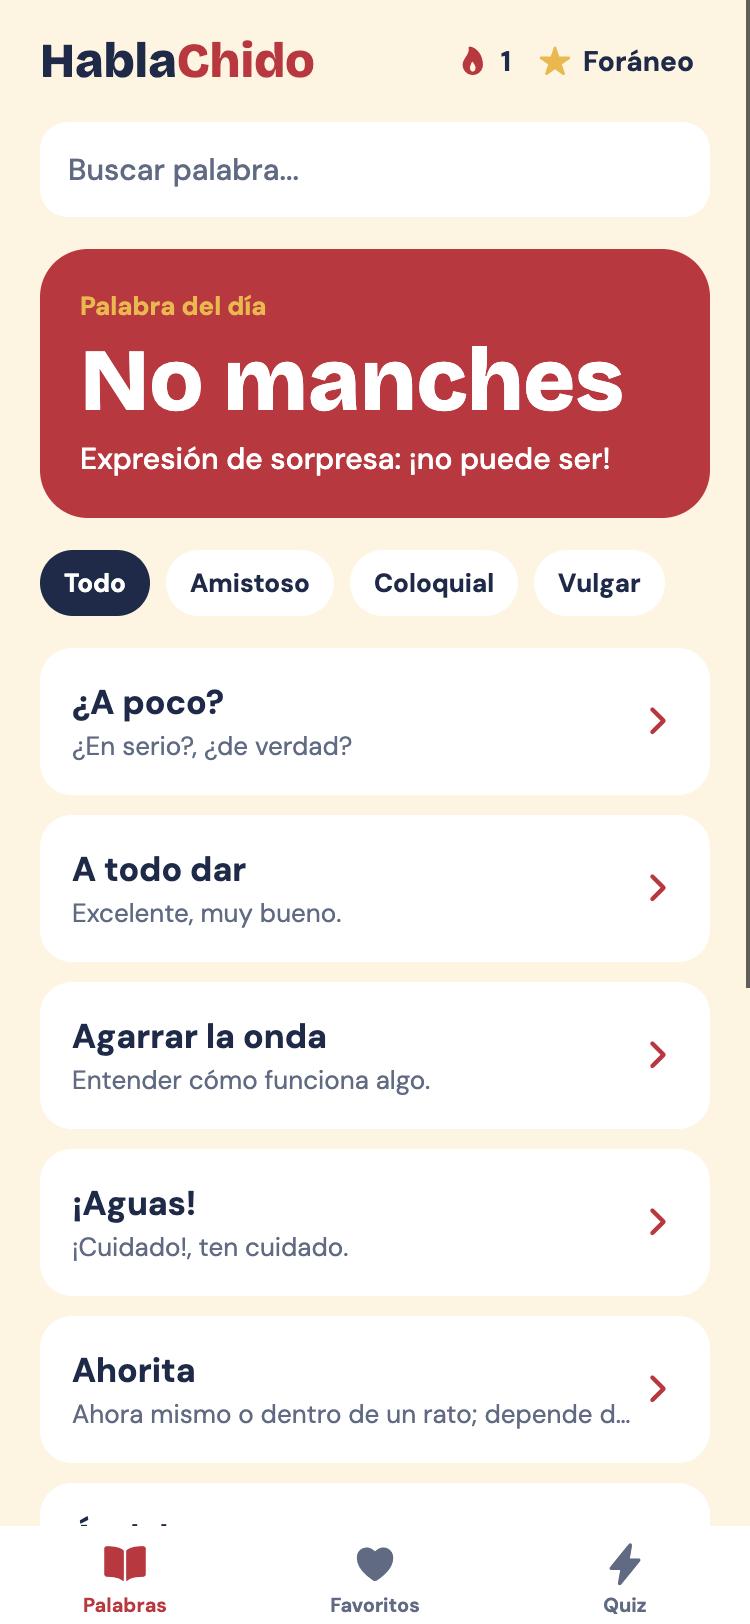 HablaChido
1 Foráneo
Buscar palabra...
Palabra del día
No manches
Expresión de sorpresa: ¡no puede ser!
Todo Amistoso Coloquial Vulgar
¿A poco?
¿En serio?, ¿de verdad?
A todo dar
Excelente, muy bueno.
Agarrar la onda
Entender cómo funciona algo.
¡Aguas!
¡Cuidado!, ten cuidado.
Ahorita
Ahora mismo o dentro de un rato; depende d...
Palabras Favoritos Quiz